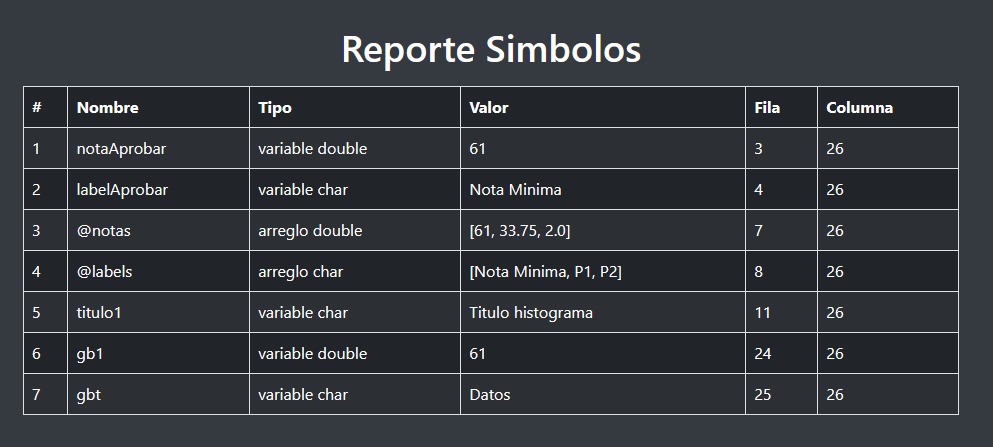 Reporte Simbolos
# Nombre Tipo Valor Fila Columna
1 notaAprobar variable double 61 3 26
2 labelAprobar variable char Nota Minima 4 26
3 @notas arreglo double [61, 33.75, 2.0] 7 26
4 @labels arreglo char [Nota Minima, P1, P2] 8 26
5 titulo1 variable char Titulo histograma 11 26
6 gb1 variable double 61 24 26
7 gbt variable char Datos 25 26